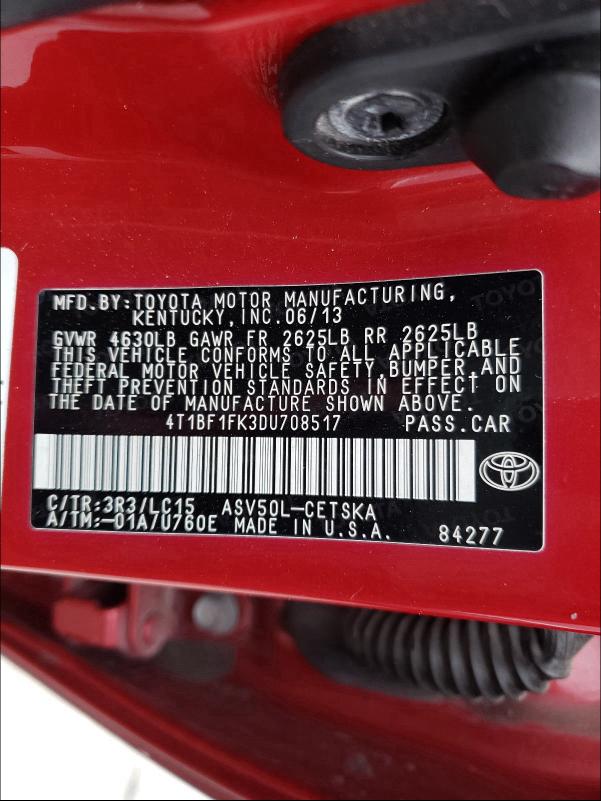 MFD.BY:TOYOTA MOTOR MANUFACTURING,
KENTUCKY,INC.06/13
GVWR 4630LB GAWR FR 2625LB RR 2625LB
THIS VEHICLE CONFORMS TO ALL APPLICABLE
FEDERAL MOTOR VEHICLE SAFETY,BUMPER,AND
THEFT PREVENTION STANDARDS IN EFFECT ON
THE DATE OF MANUFACTURE SHOWN ABOVE.
4T1BF1FK3DU708517 PASS.CAR
C/TR:3R3/LC15 ASV50L-CETSKA
A/TM:-01A7U760E MADE IN U.S.A. 84277